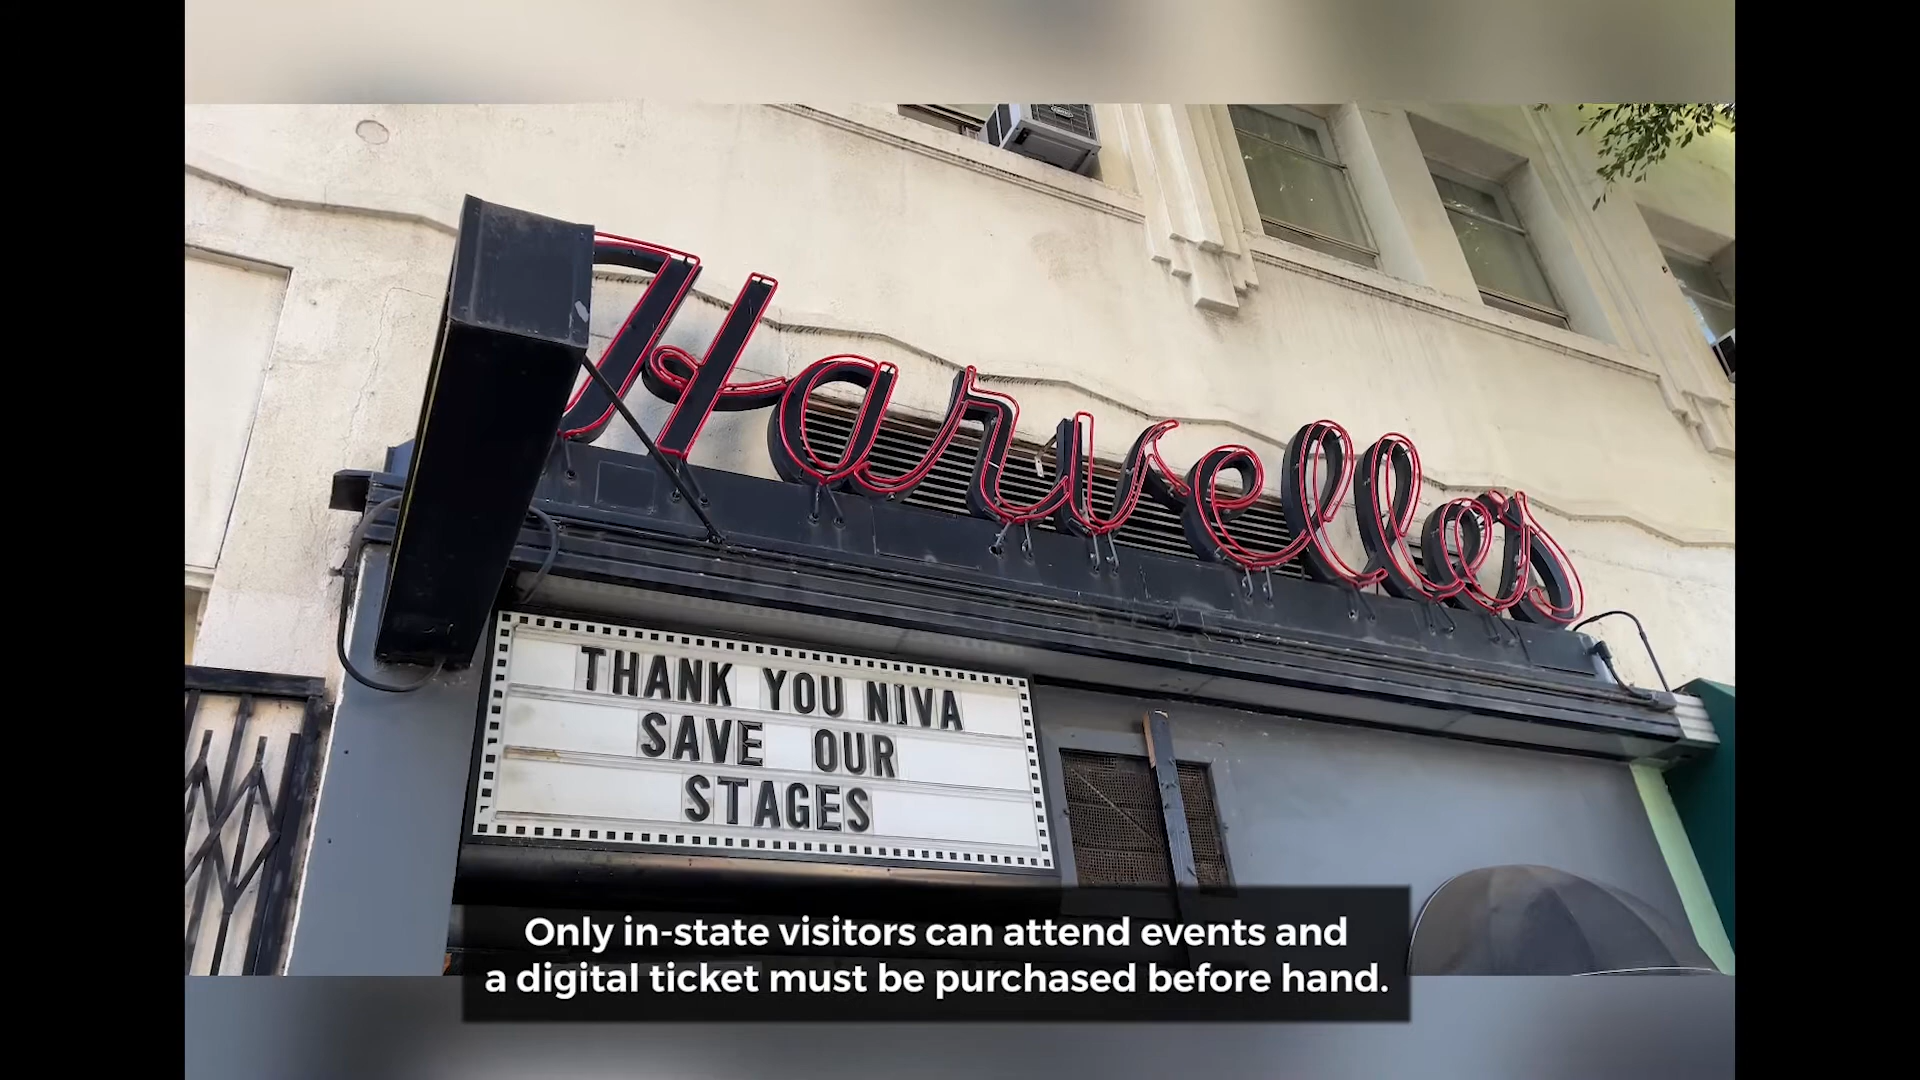 Harvelles
THANK YOU NIVA
SAVE OUR
STAGES
Only in-state visitors can attend events and
a digital ticket must be purchased before hand.